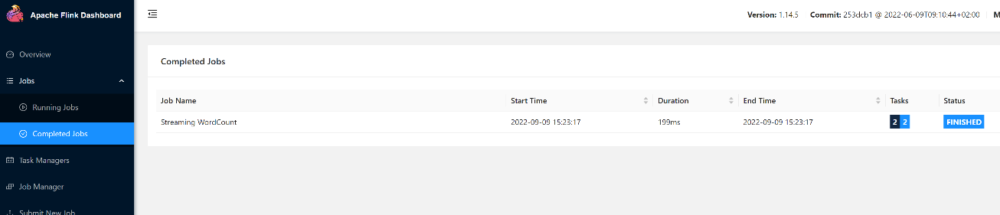 Apache Flink Dashboard
Version: 1.14.5 Commit: 253dcb1 @ 2022-06-09T09:10:44+02:00 M
Overview
Completed Jobs
Jobs
Job Name Start Time Duration End Time Tasks Status
Running Jobs
Streaming WordCount 2022-09-09 15:23:17 199ms 2022-09-09 15:23:17 2 2 FINISHED
Completed Jobs
Task Managers
Job Manager
Submit New Job